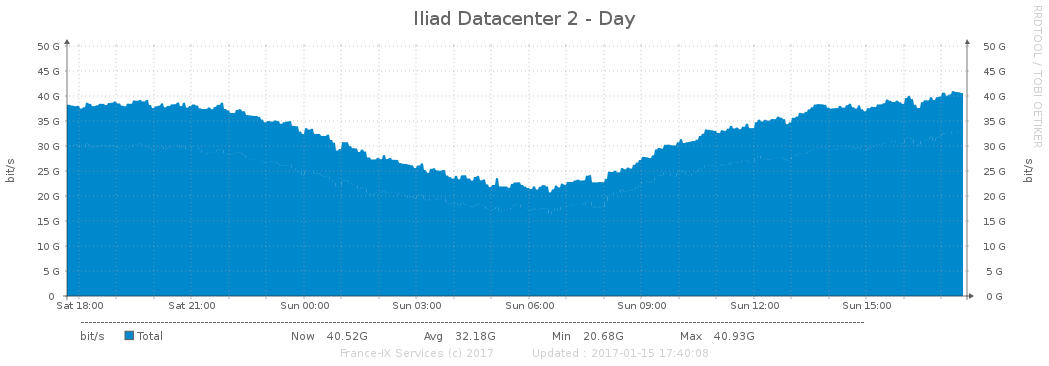 Iliad Datacenter 2 - Day
RRDTOOL / TOBI OETIKER
50 G 50 G
45 G 45 G
40 G 40 G
35 G 35 G
30 G 30 G
25 G 25 G
20 G 20 G
15 G 15 G
10 G 10 G
5 G 5 G
0 0 G
bit/s bit/s
Sat 18:00 Sat 21:00 Sun 00:00 Sun 03:00 Sun 06:00 Sun 09:00 Sun 12:00 Sun 15:00
bit/s Total Now 40.52G Avg 32.18G Min 20.68G Max 40.93G
France-IX Services (c) 2017 Updated : 2017-01-15 17:40:08